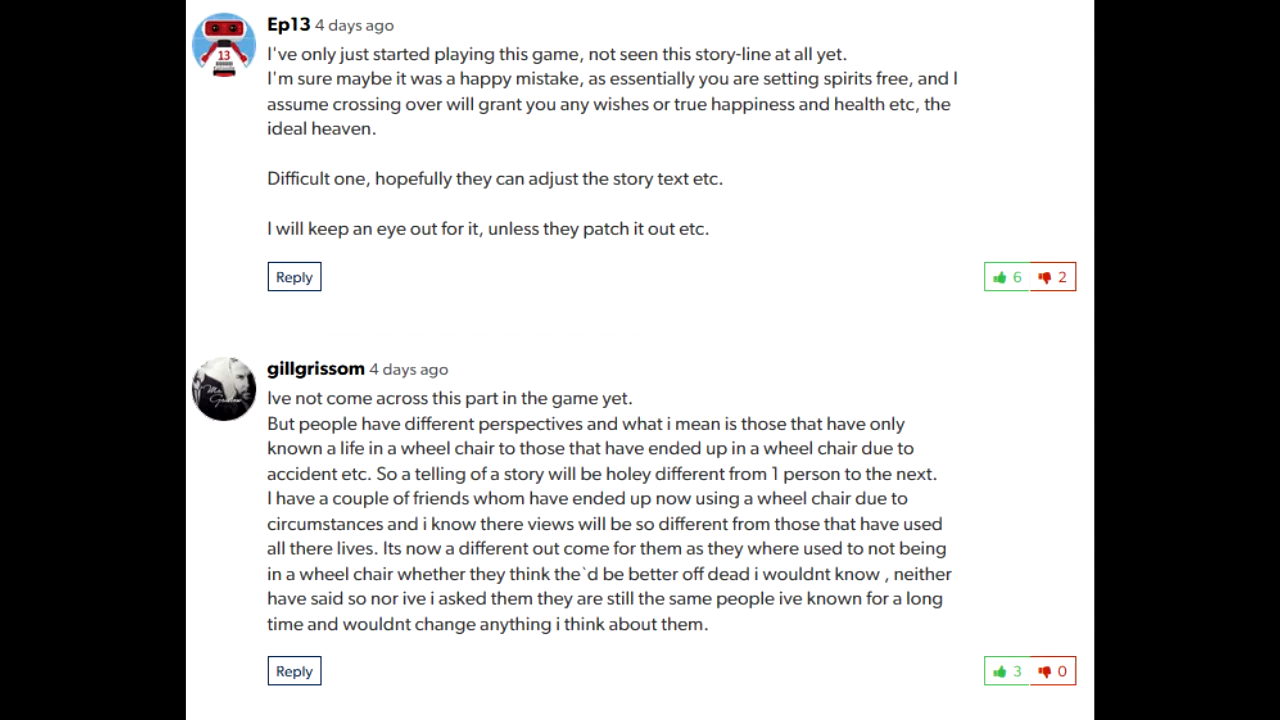 Ep13 4 days ago
13
I've only just started playing this game, not seen this story-line at all yet.
I'm sure maybe it was a happy mistake, as essentially you are setting spirits free, and I
assume crossing over will grant you any wishes or true happiness and health etc, the
ideal heaven.
Difficult one, hopefully they can adjust the story text etc.
I will keep an eye out for it, unless they patch it out etc.
Reply
6 2
gillgrissom 4 days ago
Ive not come across this part in the game yet.
But people have different perspectives and what i mean is those that have only
known a life in a wheel chair to those that have ended up in a wheel chair due to
accident etc. So a telling of a story will be holey different from 1 person to the next.
I have a couple of friends whom have ended up now using a wheel chair due to
circumstances and i know there views will be so different from those that have used
all there lives. Its now a different out come for them as they where used to not being
in a wheel chair whether they think the`d be better off dead i wouldnt know , neither
have said so nor ive i asked them they are still the same people ive known for a long
time and wouldnt change anything i think about them.
Reply
3 0